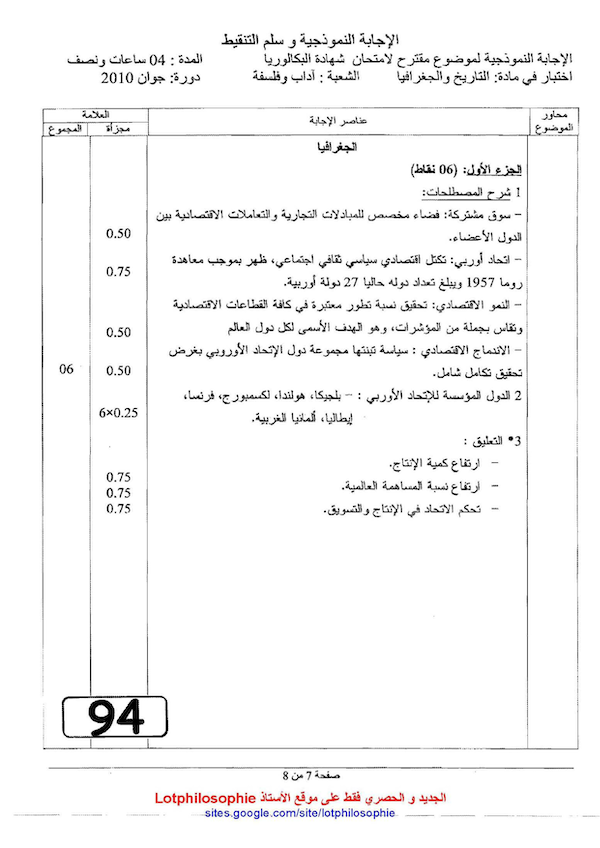 الإجابة النموذجية و سلم التنقيط
الإجابة النموذجية لموضوع مقترح لامتحان شهادة البكالوريا المدة : 04 ساعات ونصف
اختبار في مادة: التاريخ والجغرافيا الشعبة : آداب وفلسفة دورة: جوان 2010
محاور الموضوع عناصر الإجابة العلامة
مجزأة المجموع
الجغرافيا
الجزء الأول: (06 نقاط)
1 شرح المصطلحات:
– سوق مشتركة: فضاء مخصص للمبادلات التجارية والتعاملات الاقتصادية بين
الدول الأعضاء. 0.50
– اتحاد أوربي: تكتل اقتصادي سياسي ثقافي اجتماعي، ظهر بموجب معاهدة
روما 1957 ويبلغ تعداد دوله حاليا 27 دولة أوربية. 0.75
– النمو الاقتصادي: تحقيق نسبة تطور معتبرة في كافة القطاعات الاقتصادية
وتقاس بجملة من المؤشرات، وهو الهدف الأسمى لكل دول العالم 0.50
– الاندماج الاقتصادي : سياسة تبنتها مجموعة دول الإتحاد الأوروبي بغرض
تحقيق تكامل شامل. 0.50 06
2 الدول المؤسسة للإتحاد الأوربي : – بلجيكا، هولندا، لكسمبورج، فرنسا،
إيطاليا، ألمانيا الغربية. 6×0.25
3* التعليق :
– ارتفاع كمية الإنتاج. 0.75
– ارتفاع نسبة المساهمة العالمية. 0.75
– تحكم الاتحاد في الإنتاج والتسويق. 0.75
94
صفحة 7 من 8
الجديد و الحصري فقط على موقع الأستاذ Lotphilosophie
sites.google.com/site/lotphilosophie